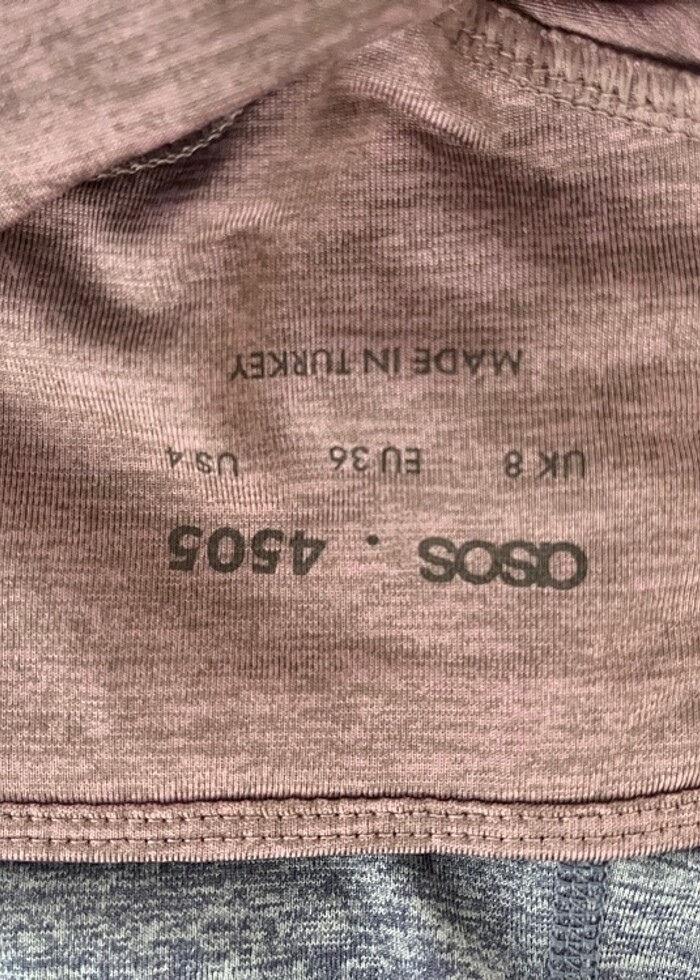 asos . 4505
UK 8 EU 36 US 4
MADE IN TURKEY